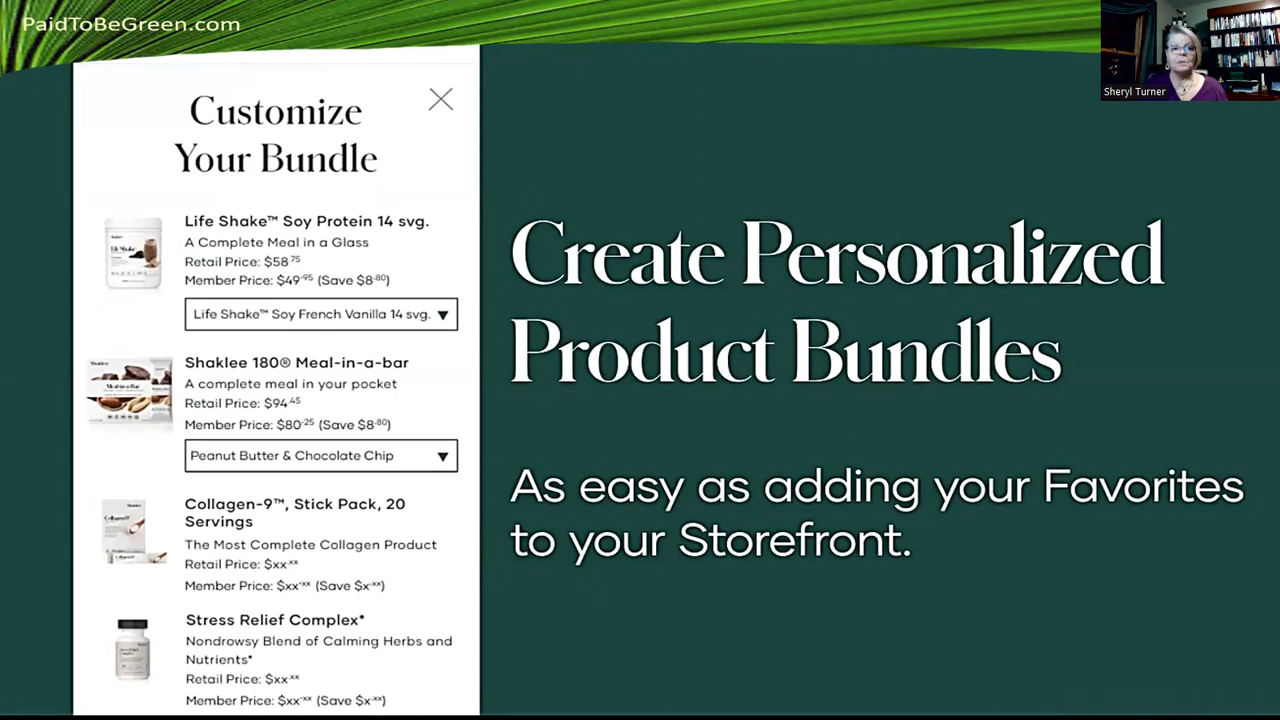 PaidToBeGreen.com
Sheryl Turner
Customize
Your Bundle
Life Shake™ Soy Protein 14 svg.
A Complete Meal in a Glass
Retail Price: $58.75
Member Price: $49.95 (Save $8.80)
Life Shake™ Soy French Vanilla 14 svg.
Shaklee 180® Meal-in-a-bar
A complete meal in your pocket
Retail Price: $94.45
Member Price: $80.25 (Save $8.80)
Peanut Butter & Chocolate Chip
Collagen-9™, Stick Pack, 20
Servings
The Most Complete Collagen Product
Retail Price: $xx.xx
Member Price: $xx.xx (Save $x.xx)
Stress Relief Complex*
Nondrowsy Blend of Calming Herbs and
Nutrients*
Retail Price: $xx.xx
Member Price: $xx.xx (Save $x.xx)
Create Personalized
Product Bundles
As easy as adding your Favorites
to your Storefront.